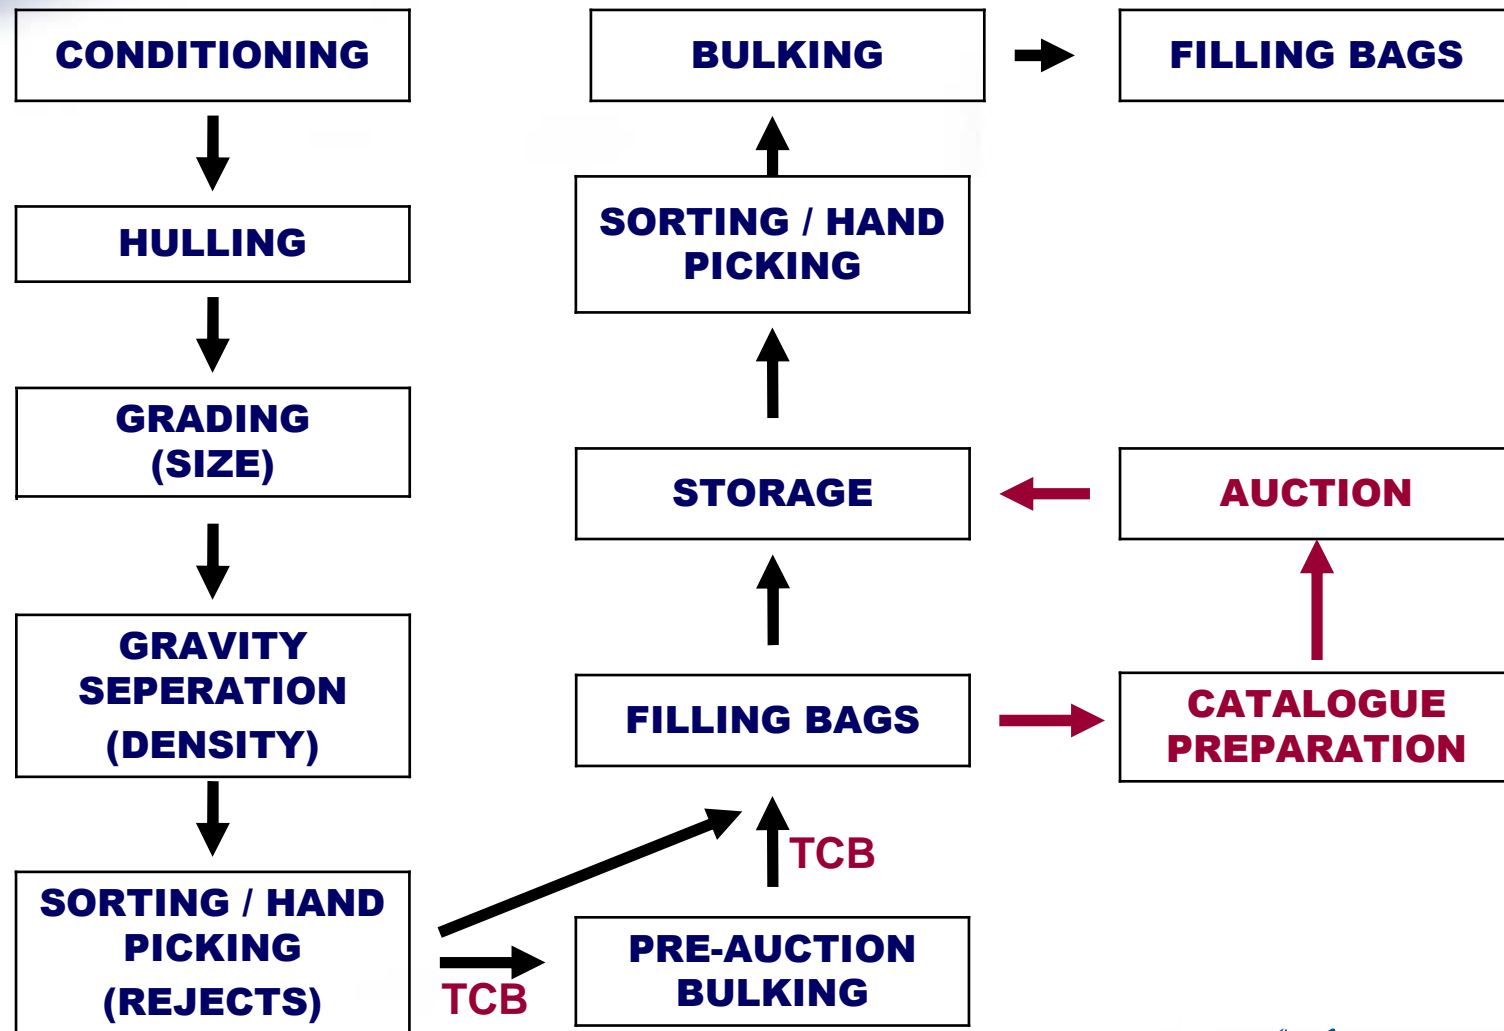 CONDITIONING
HULLING
GRADING
(SIZE)
GRAVITY
SEPERATION
(DENSITY)
SORTING / HAND
PICKING
(REJECTS)
TCB
PRE-AUCTION
BULKING
TCB
FILLING BAGS
CATALOGUE
PREPARATION
AUCTION
STORAGE
SORTING / HAND
PICKING
BULKING
FILLING BAGS